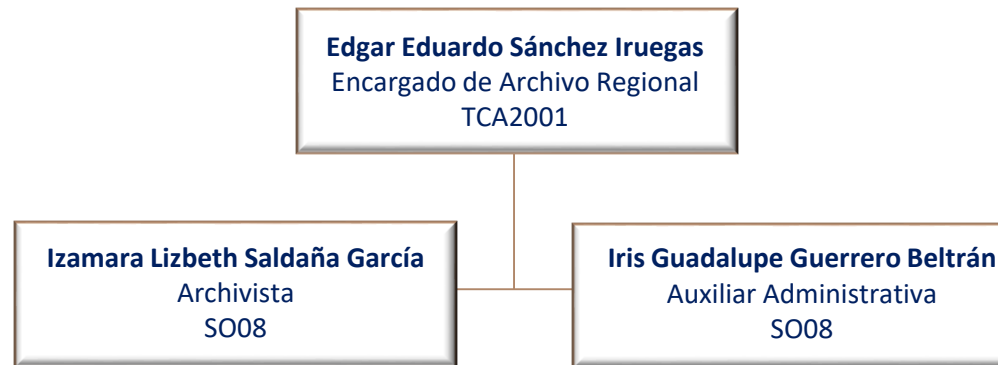 Edgar Eduardo Sánchez Iruegas
Encargado de Archivo Regional
TCA2001
Izamara Lizbeth Saldaña García
Archivista
SO08
Iris Guadalupe Guerrero Beltrán
Auxiliar Administrativa
SO08